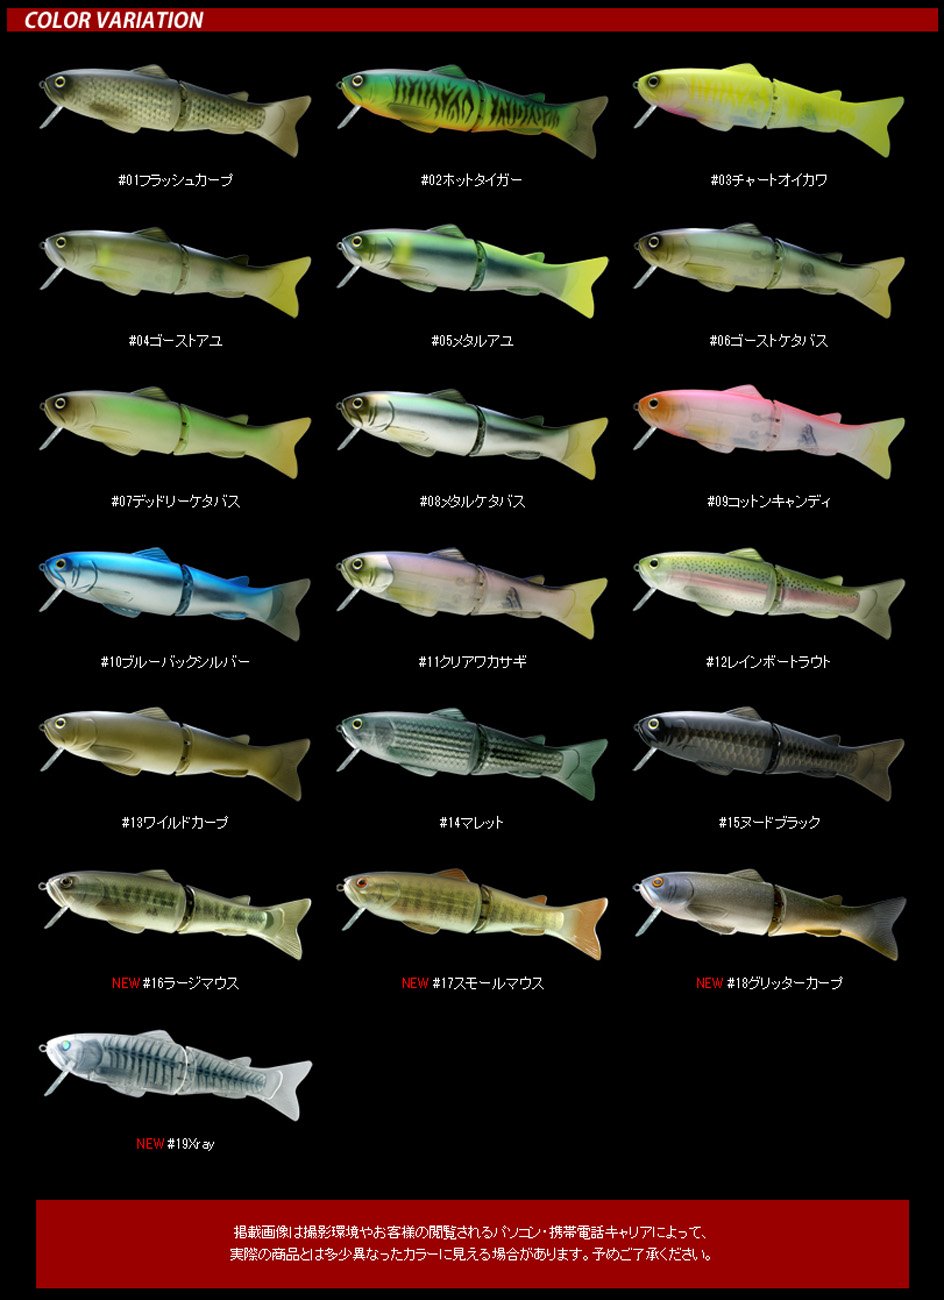 COLOR VARIATION
#01フラッシュカープ
#02ホットタイガー
#03チャートオイカワ
#04ゴーストアユ
#05メタルアユ
#06ゴーストケタバス
#07デッドリーケタバス
#08メタルケタバス
#09コットンキャンディ
#10ブルーバックシルバー
#11クリアワカサギ
#12レインボートラウト
#13ワイルドカープ
#14マレット
#15ヌードブラック
NEW #16ラージマウス
NEW #17スモールマウス
NEW #18グリッターカープ
NEW #19Xray
掲載画像は撮影環境やお客様の閲覧されるパソコン・携帯電話キャリアによって、
実際の商品とは多少異なったカラーに見える場合があります。予めご了承ください。